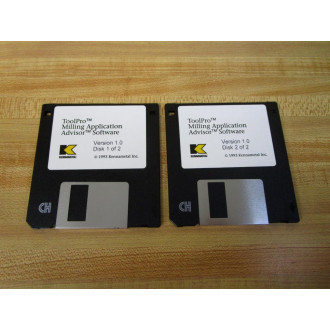 ToolPro™
Milling Application
Advisor™ Software
Version 1.0
Disk 1 of 2
© 1993 Kennametal Inc.
ToolPro™
Milling Application
Advisor™ Software
Version 1.0
Disk 2 of 2
© 1993 Kennametal Inc.